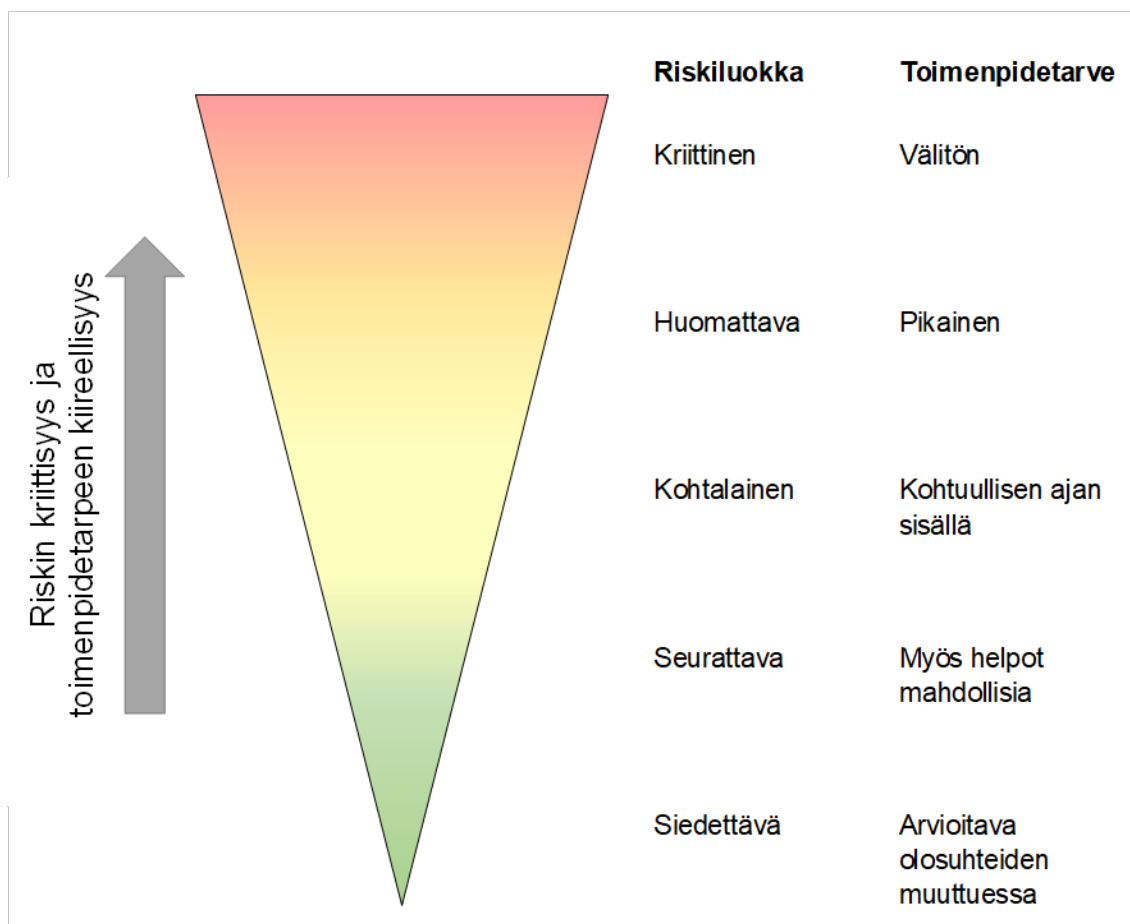 Riskiluokka Toimenpidetarve
Kriittinen Välitön
Huomattava Pikainen
Kohtalainen Kohtuullisen ajan
sisällä
Seurattava Myös helpot
mahdollisia
Siedettävä Arvioitava
olosuhteiden
muuttuessa
Riskin kriittisyys ja
toimenpidetarpeen kiireellisyys